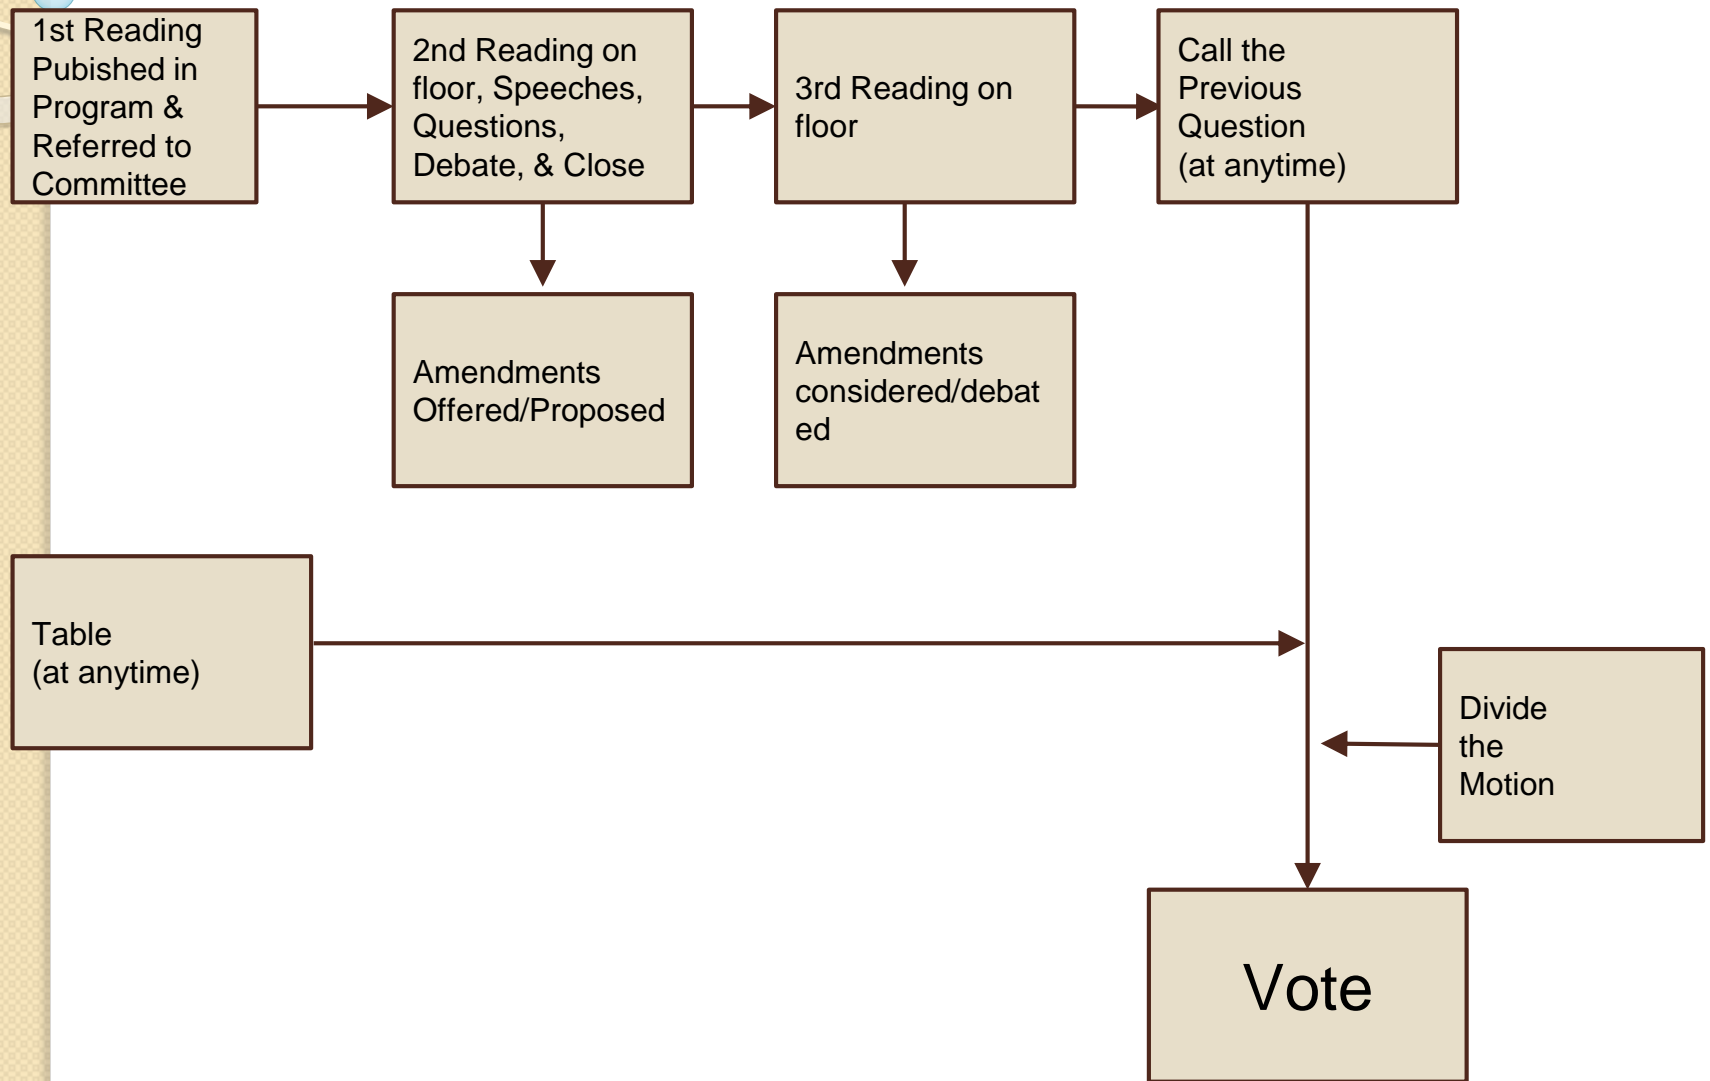 1st Reading
Pubished in
Program &
Referred to
Committee
2nd Reading on
floor, Speeches,
Questions,
Debate, & Close
3rd Reading on
floor
Call the
Previous
Question
(at anytime)
Amendments
Offered/Proposed
Amendments
considered/debat
ed
Table
(at anytime)
Divide
the
Motion
Vote